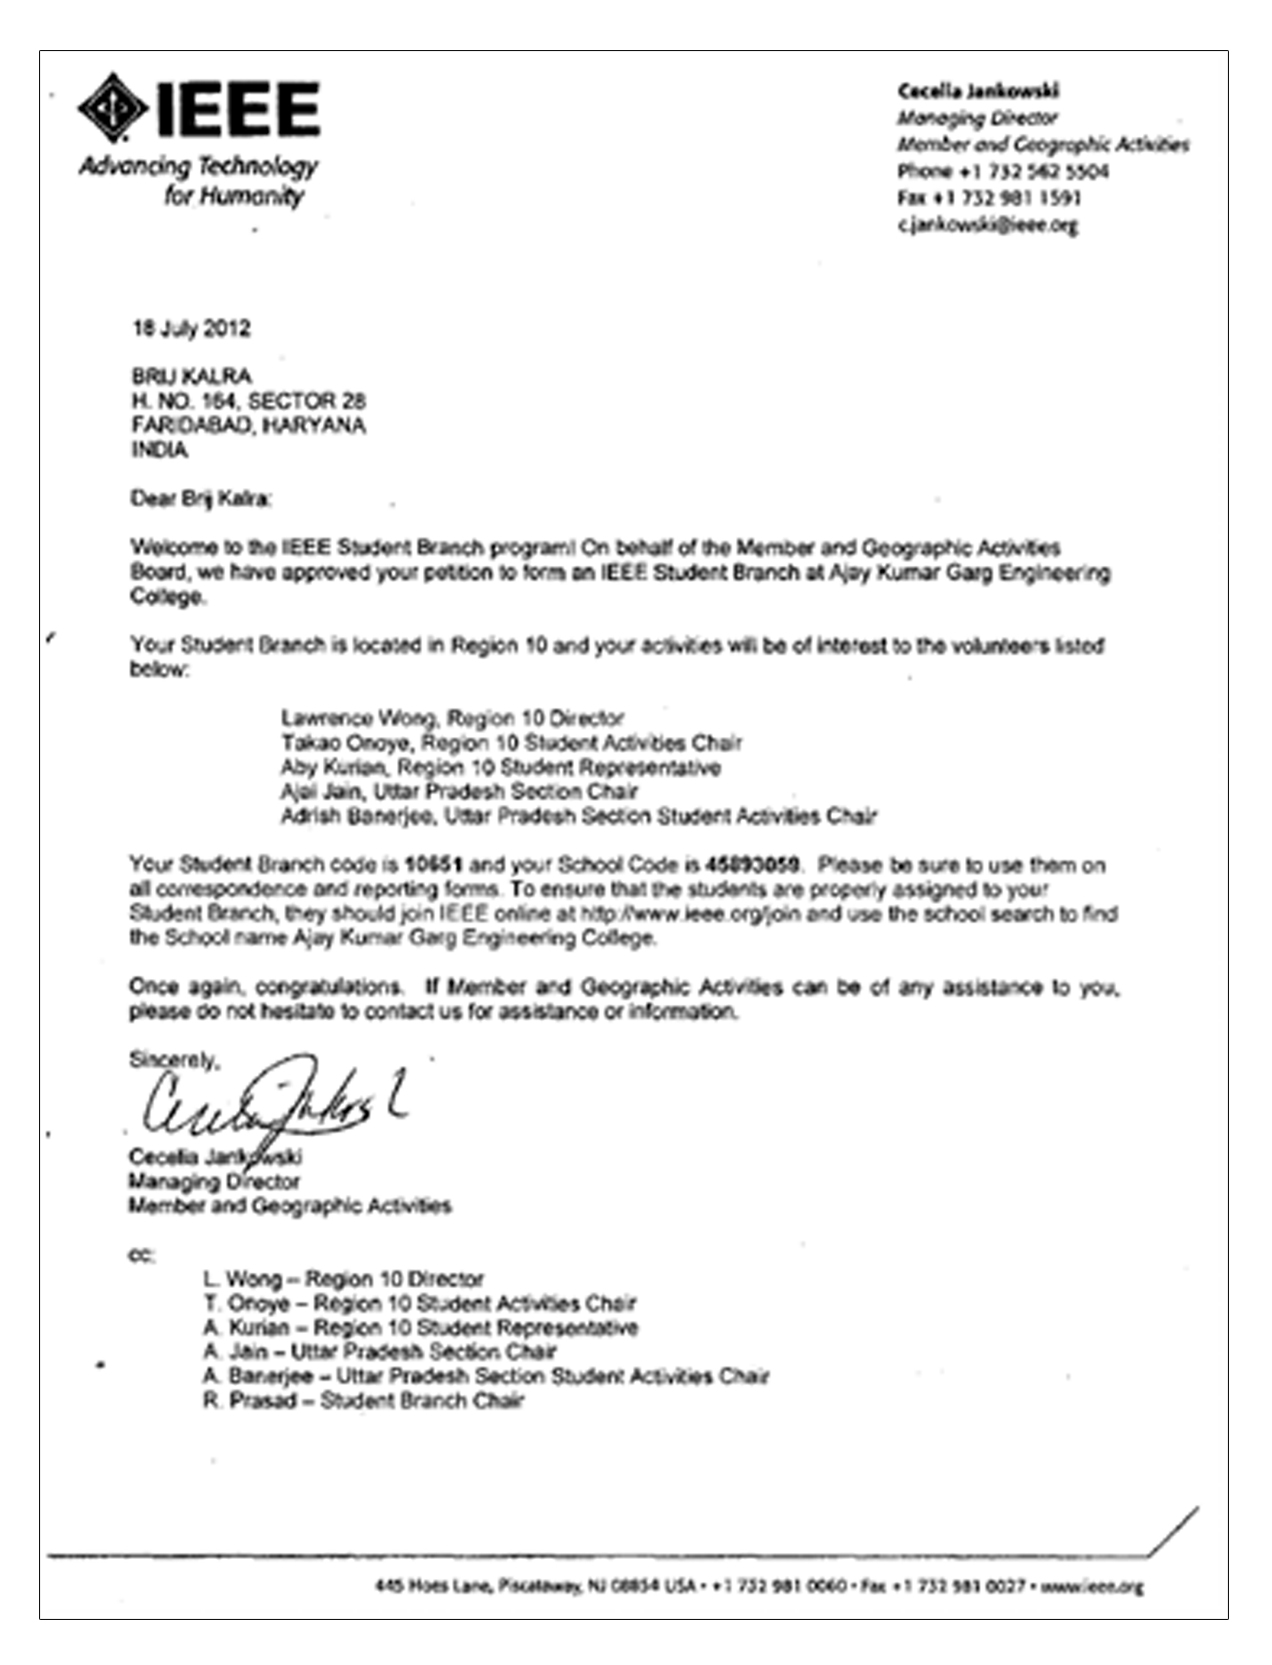 IEEE
Advancing Technology
for Humanity
Cecelia Jankowski
Managing Director
Member and Geographic Activities
Phone +1 732 562 5504
Fax +1 732 981 1591
c.jankowski@ieee.org
18 July 2012
BRIJ KALRA
H. NO. 164, SECTOR 28
FARIDABAD, HARYANA
INDIA
Dear Brij Kalra:
Welcome to the IEEE Student Branch program! On behalf of the Member and Geographic Activities
Board, we have approved your petition to form an IEEE Student Branch at Ajay Kumar Garg Engineering
College.
Your Student Branch is located in Region 10 and your activities will be of interest to the volunteers listed
below:
Lawrence Wong, Region 10 Director
Takao Onoye, Region 10 Student Activities Chair
Aby Kurian, Region 10 Student Representative
Ajai Jain, Uttar Pradesh Section Chair
Adrish Banerjee, Uttar Pradesh Section Student Activities Chair
Your Student Branch code is 10651 and your School Code is 45893059. Please be sure to use them on
all correspondence and reporting forms. To ensure that the students are properly assigned to your
Student Branch, they should join IEEE online at http://www.ieee.org/join and use the school search to find
the School name Ajay Kumar Garg Engineering College.
Once again, congratulations. If Member and Geographic Activities can be of any assistance to you,
please do not hesitate to contact us for assistance or information.
Sincerely,
Cecelia Jankowski
Managing Director
Member and Geographic Activities
cc:
L. Wong – Region 10 Director
T. Onoye – Region 10 Student Activities Chair
A. Kurian – Region 10 Student Representative
A. Jain – Uttar Pradesh Section Chair
A. Banerjee – Uttar Pradesh Section Student Activities Chair
R. Prasad – Student Branch Chair
445 Hoes Lane, Piscataway, NJ 08854 USA • +1 732 981 0060 • Fax +1 732 981 0027 • www.ieee.org